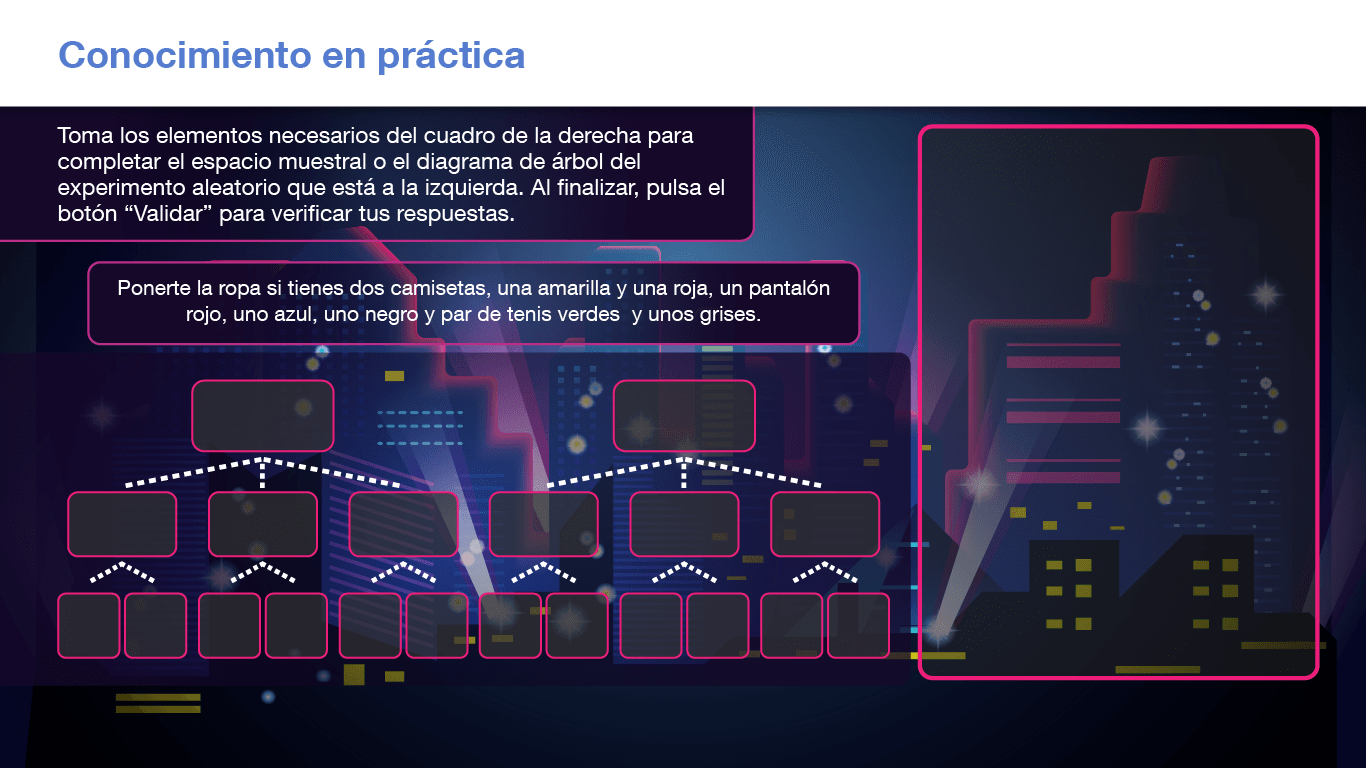 Conocimiento en práctica
Toma los elementos necesarios del cuadro de la derecha para
completar el espacio muestral o el diagrama de árbol del
experimento aleatorio que está a la izquierda. Al finalizar, pulsa el
botón “Validar” para verificar tus respuestas.
Ponerte la ropa si tienes dos camisetas, una amarilla y una roja, un pantalón
rojo, uno azul, uno negro y par de tenis verdes  y unos grises.